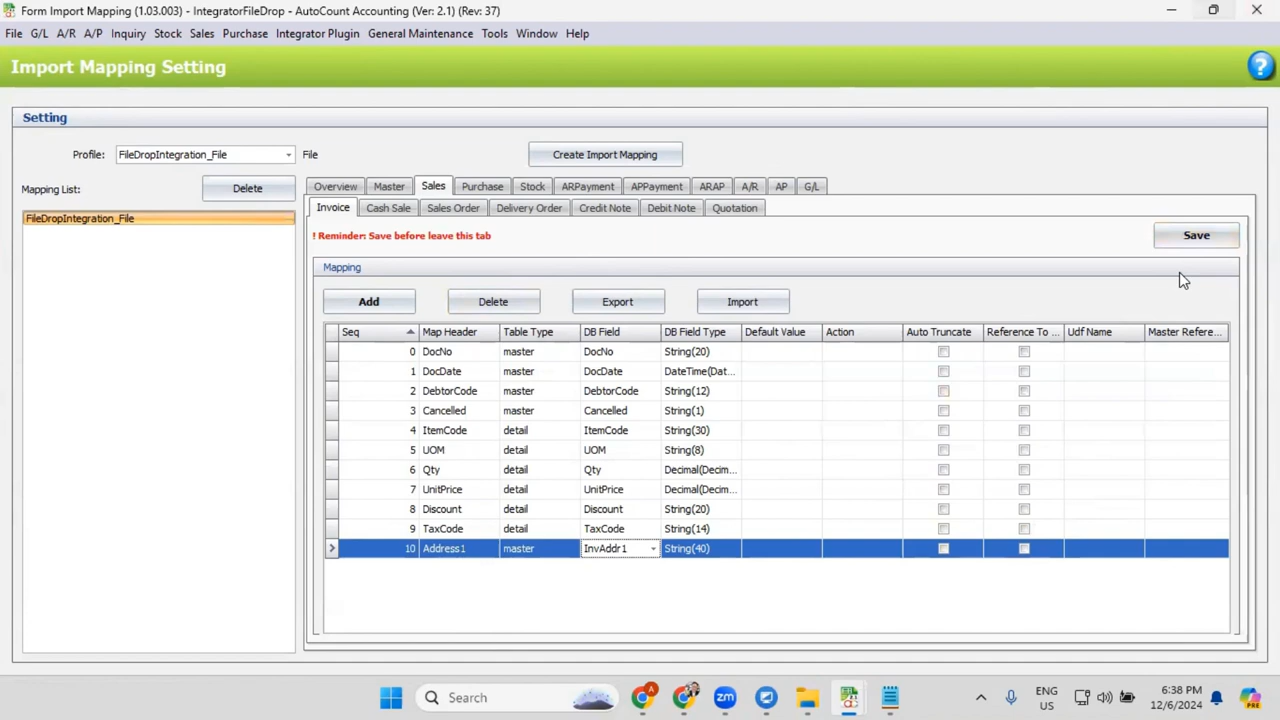 Form Import Mapping (1.03.003) - IntegratorFileDrop - AutoCount Accounting (Ver: 2.1) (Rev: 37)
File G/L A/R A/P Inquiry Stock Sales Purchase Integrator Plugin General Maintenance Tools Window Help
Import Mapping Setting
Setting
Profile: FileDropIntegration_File File Create Import Mapping
Mapping List: Delete
Overview Master Sales Purchase Stock ARPayment APPayment ARAP A/R AP G/L
Invoice Cash Sale Sales Order Delivery Order Credit Note Debit Note Quotation
FileDropIntegration_File
! Reminder: Save before leave this tab
Save
Mapping
Add Delete Export Import
Seq Map Header Table Type DB Field DB Field Type Default Value Action Auto Truncate Reference To ... Udf Name Master Refere...
0 DocNo master DocNo String(20)
1 DocDate master DocDate DateTime(Dat...
2 DebtorCode master DebtorCode String(12)
3 Cancelled master Cancelled String(1)
4 ItemCode detail ItemCode String(30)
5 UOM detail UOM String(8)
6 Qty detail Qty Decimal(Decim...
7 UnitPrice detail UnitPrice Decimal(Decim...
8 Discount detail Discount String(20)
9 TaxCode detail TaxCode String(14)
10 Address1 master InvAddr1 String(40)
Search
zm
ENG
US
6:38 PM
12/6/2024
PRE